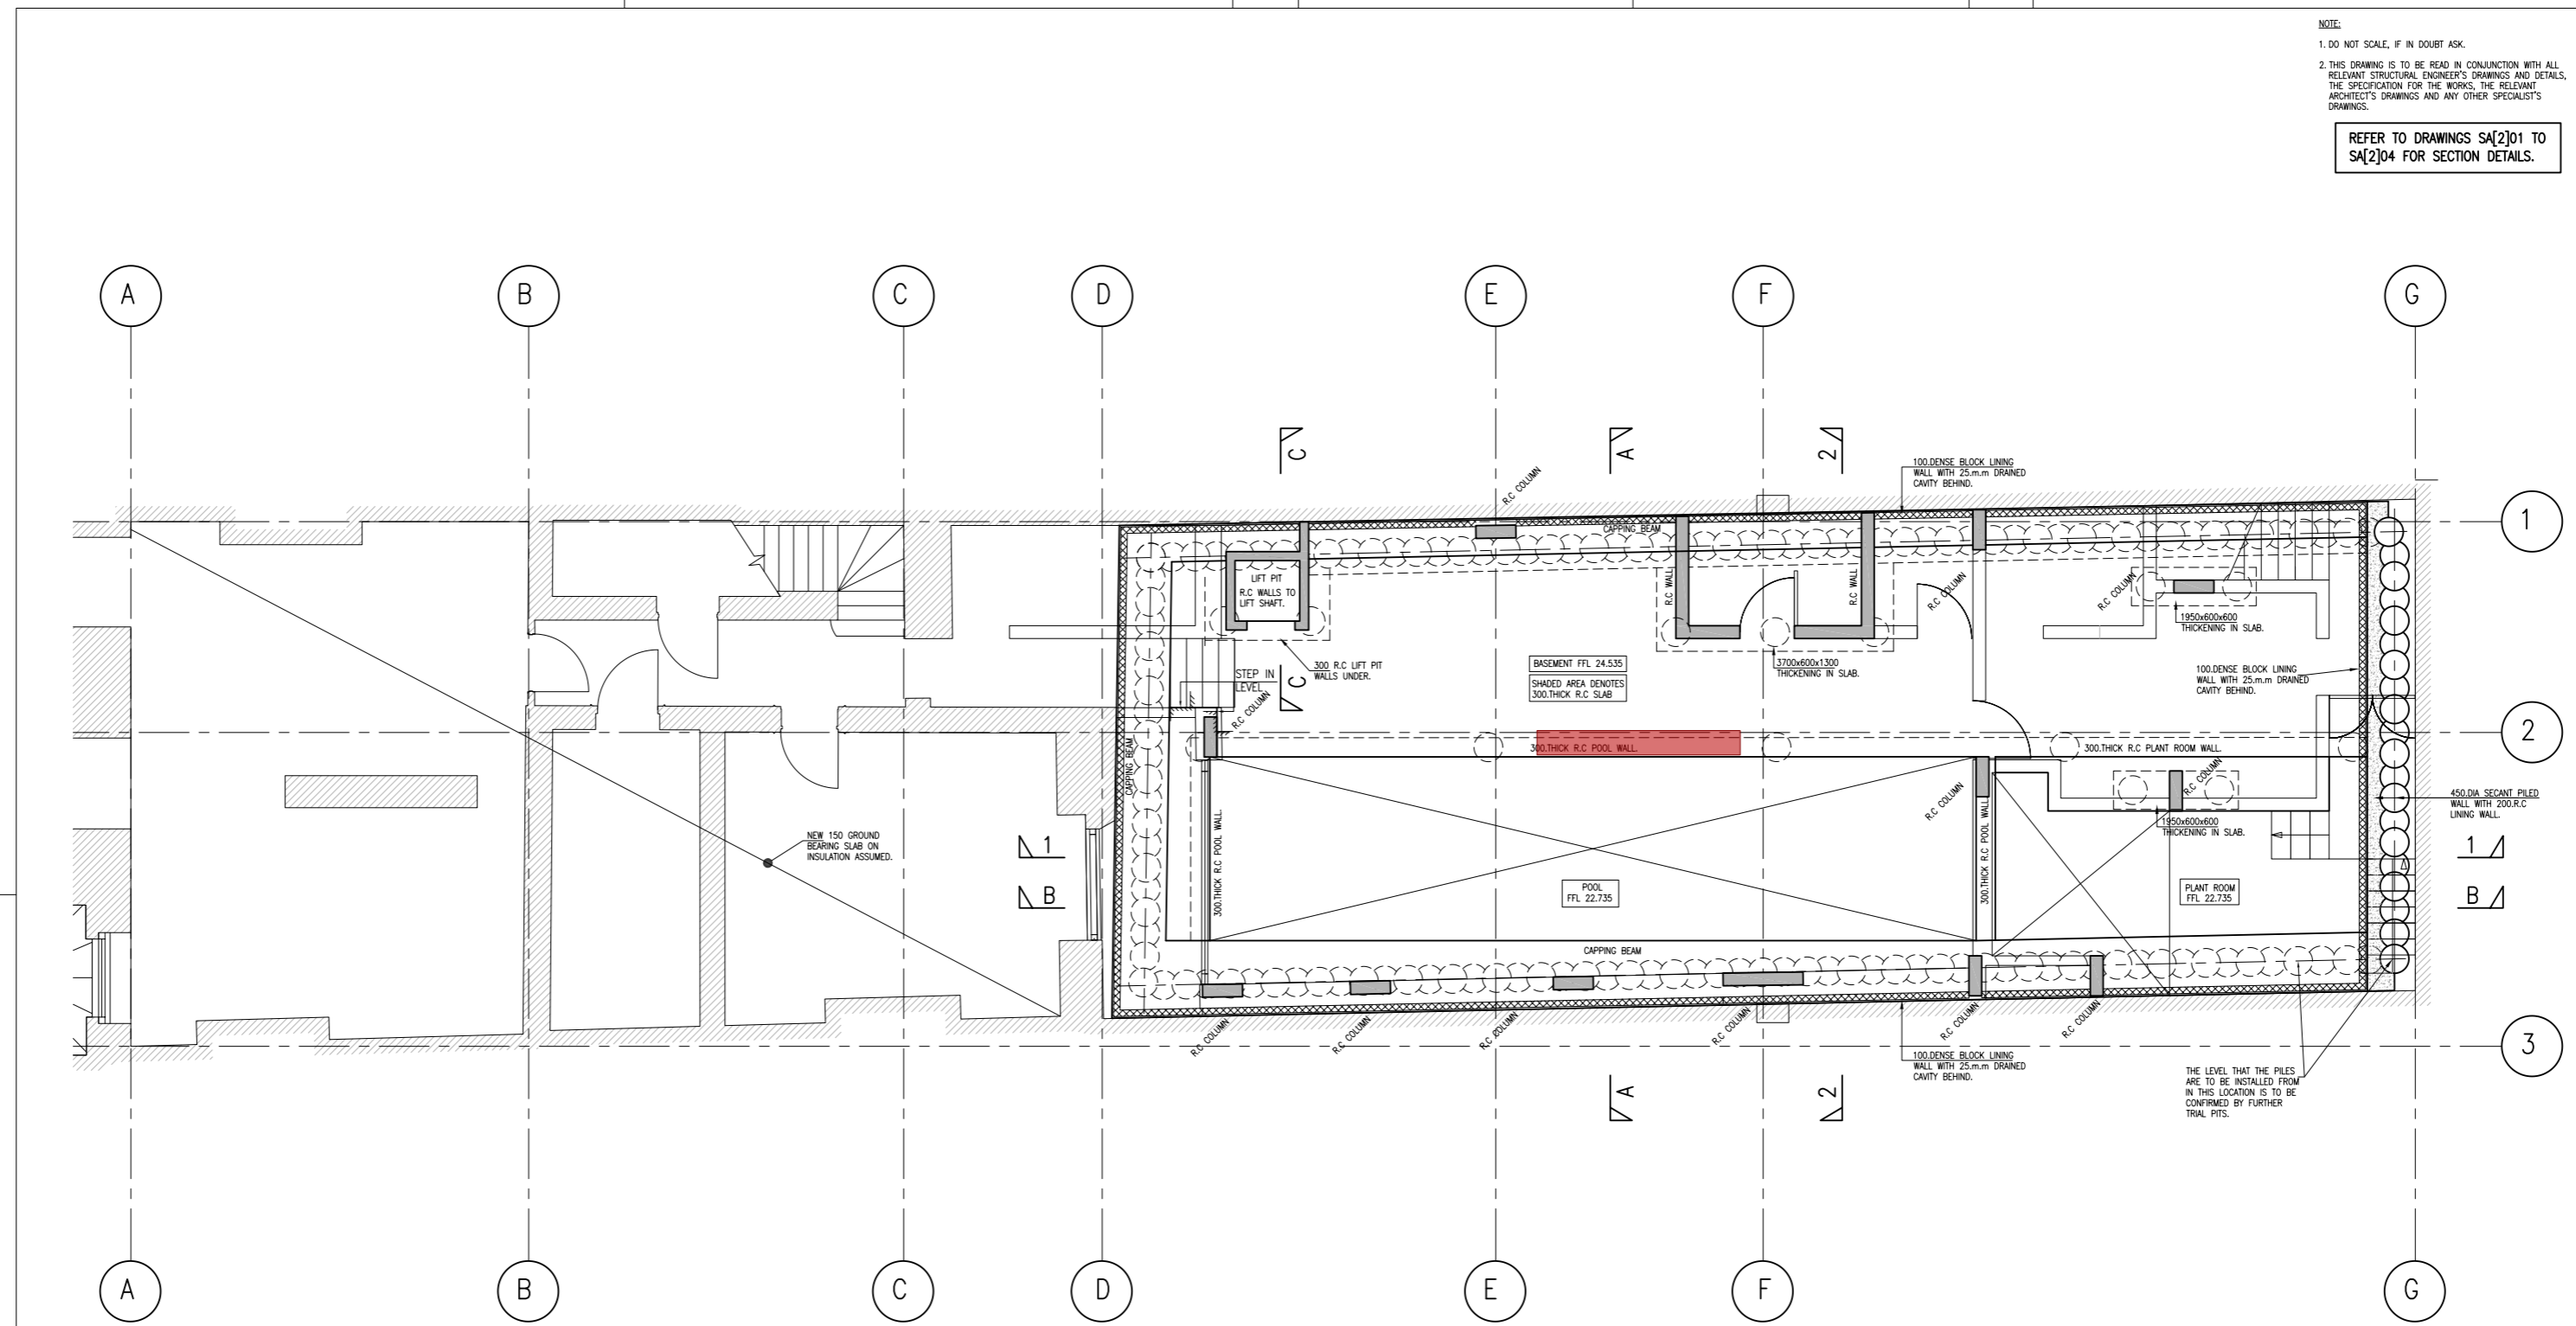 NOTE:
1. DO NOT SCALE, IF IN DOUBT ASK.
2. THIS DRAWING IS TO BE READ IN CONJUNCTION WITH ALL
RELEVANT STRUCTURAL ENGINEER'S DRAWINGS AND DETAILS,
THE SPECIFICATION FOR THE WORKS, THE RELEVANT
ARCHITECT'S DRAWINGS AND ANY OTHER SPECIALIST'S
DRAWINGS.
REFER TO DRAWINGS SA[2]01 TO
SA[2]04 FOR SECTION DETAILS.
A
B
C
D
E
F
G
C
A
2
R.C COLUMN
100.DENSE BLOCK LINING
WALL WITH 25.m.m DRAINED
CAVITY BEHIND.
1
CAPPING BEAM
LIFT PIT
R.C WALLS TO
LIFT SHAFT.
R.C WALL
R.C WALL
R.C COLUMN
R.C COLUMN
1950x600x600
THICKENING IN SLAB.
STEP IN
LEVEL
C
300 R.C LIFT PIT
WALLS UNDER.
BASEMENT FFL 24.535
SHADED AREA DENOTES
300.THICK R.C SLAB
3700x600x1300
THICKENING IN SLAB.
100.DENSE BLOCK LINING
WALL WITH 25.m.m DRAINED
CAVITY BEHIND.
R.C COLUMN
2
300.THICK R.C POOL WALL.
300.THICK R.C PLANT ROOM WALL.
CAPPING BEAM
R.C COLUMN
R.C COLUMN
450.DIA SECANT PILED
WALL WITH 200.R.C
LINING WALL.
1950x600x600
THICKENING IN SLAB.
NEW 150 GROUND
BEARING SLAB ON
INSULATION ASSUMED.
1
B
300.THICK R.C POOL WALL.
300.THICK R.C POOL WALL
1
B
POOL
FFL 22.735
PLANT ROOM
FFL 22.735
CAPPING BEAM
R.C COLUMN
R.C COLUMN
R.C COLUMN
R.C COLUMN
R.C COLUMN
R.C COLUMN
3
100.DENSE BLOCK LINING
WALL WITH 25.m.m DRAINED
CAVITY BEHIND.
THE LEVEL THAT THE PILES
ARE TO BE INSTALLED FROM
IN THIS LOCATION IS TO BE
CONFIRMED BY FURTHER
TRIAL PITS.
A
2
A
B
C
D
E
F
G